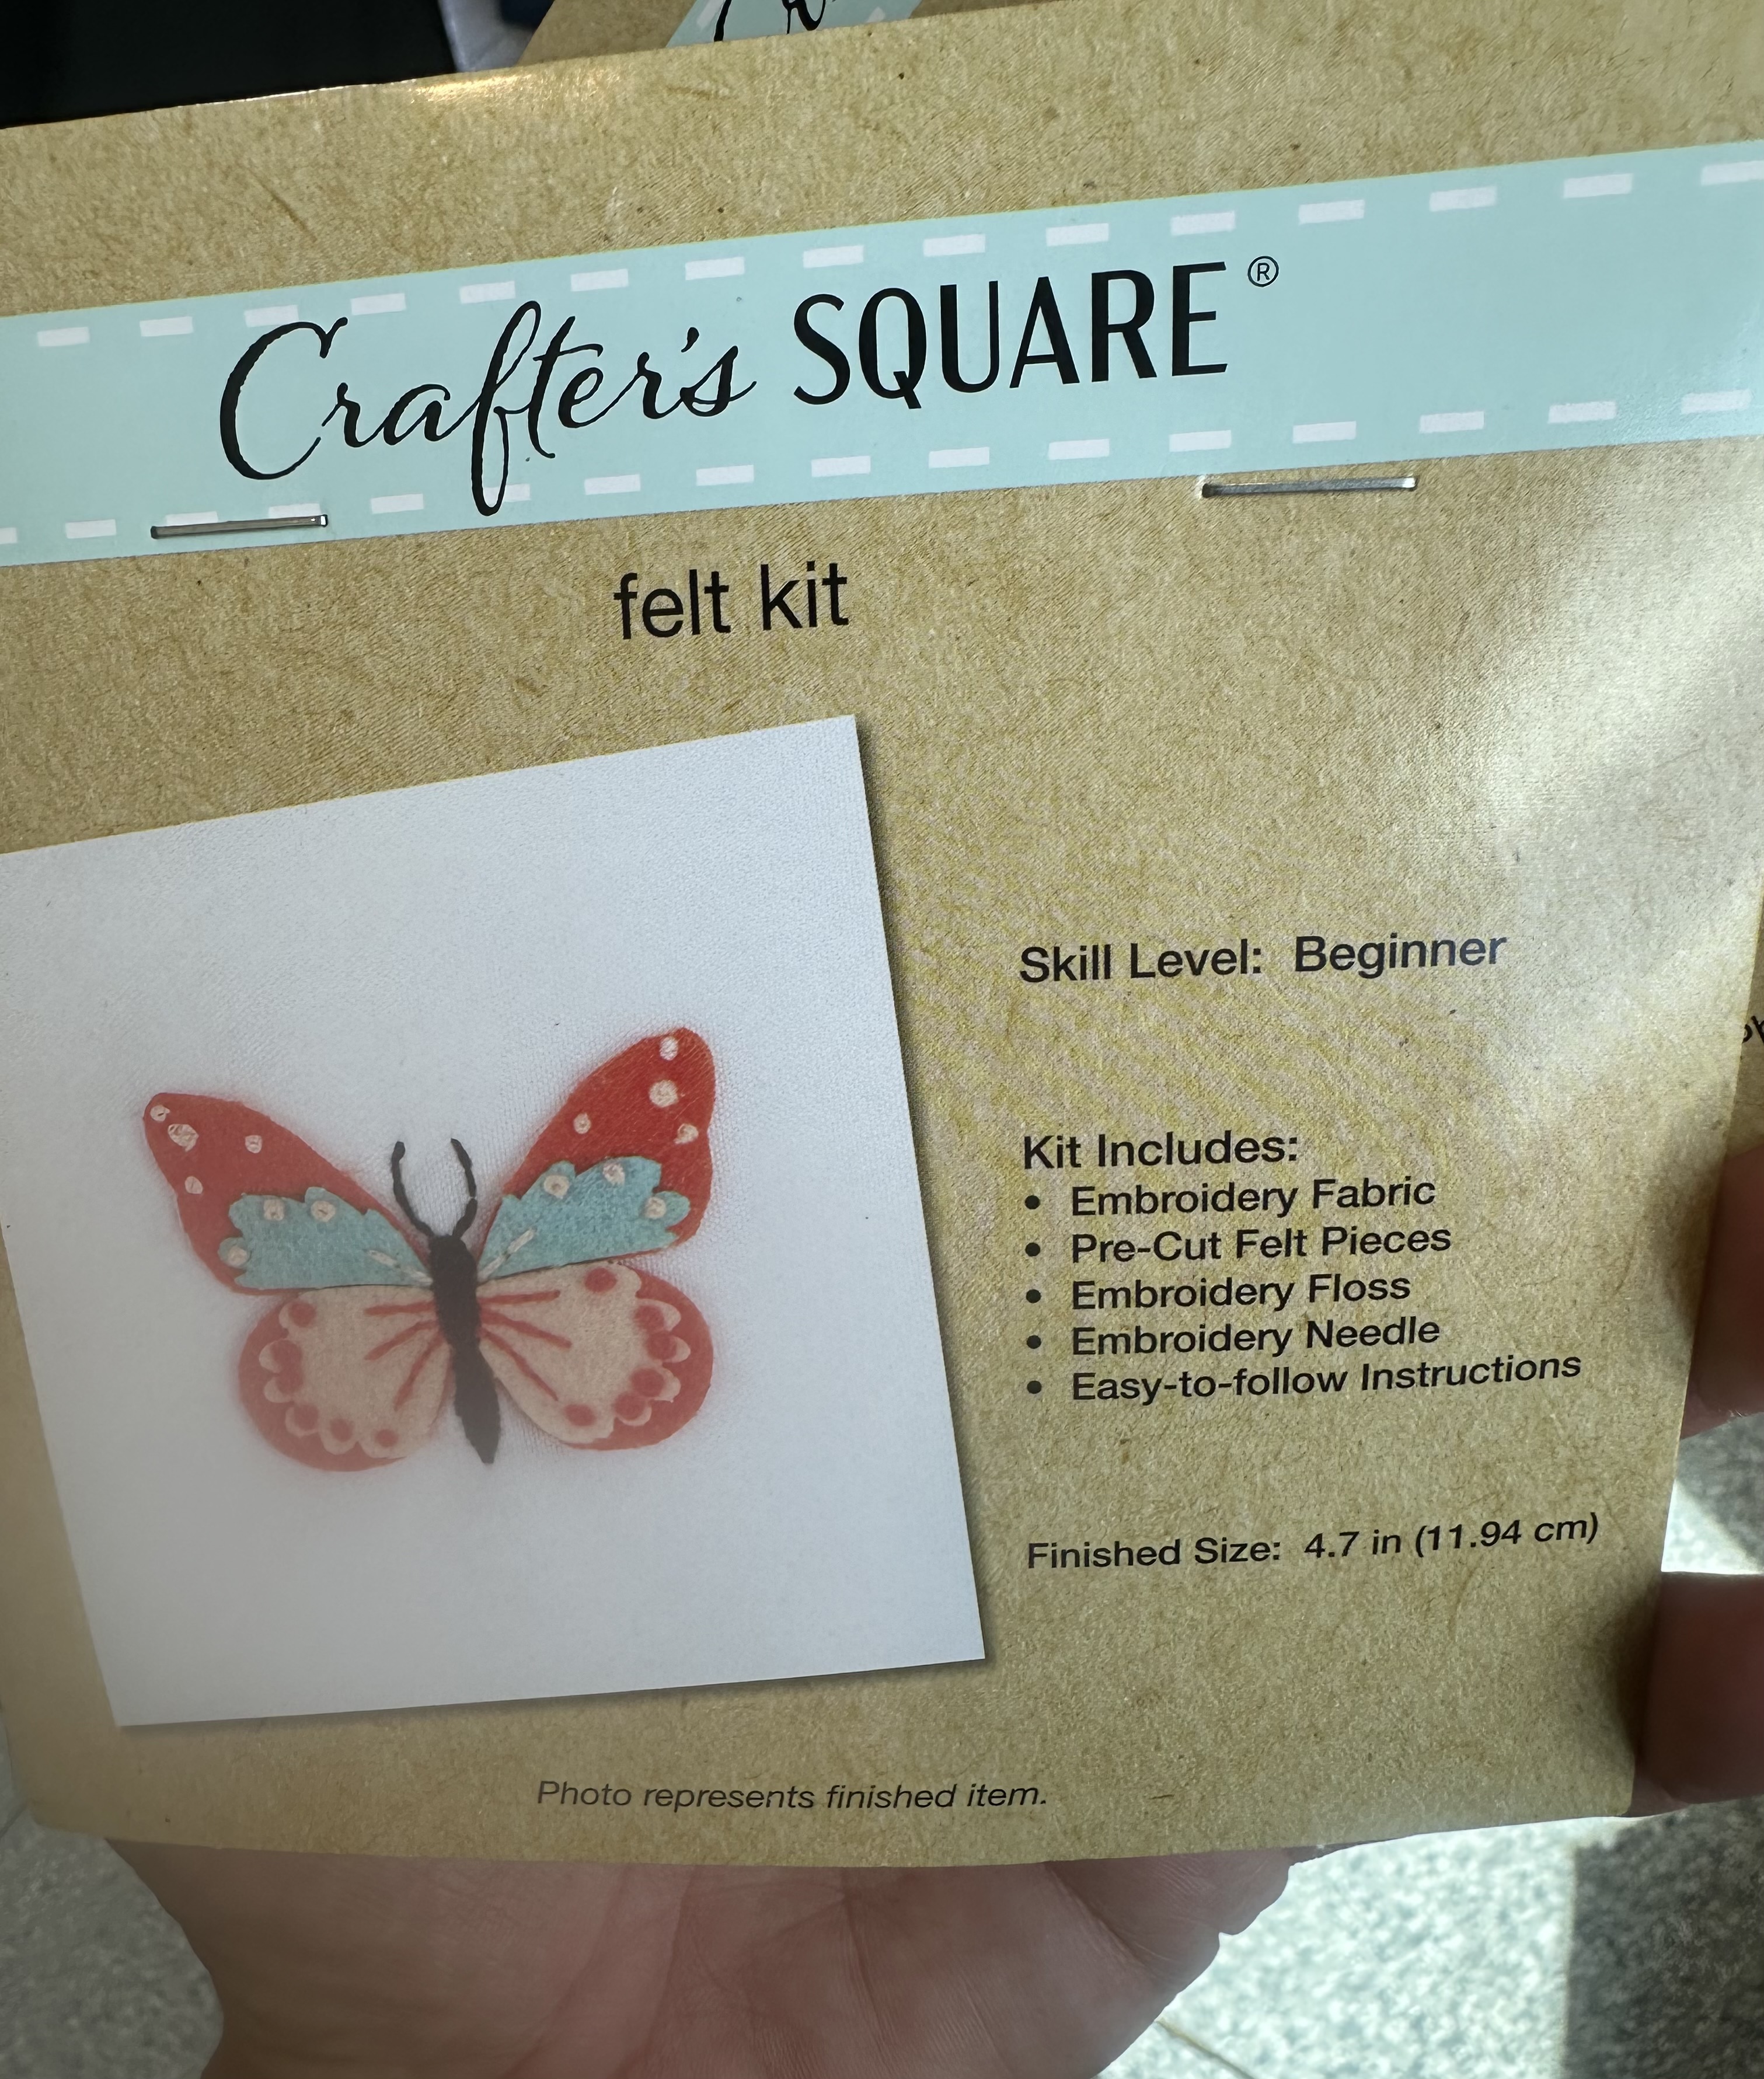 Crafter's SQUARE®
felt kit
Skill Level: Beginner
Kit Includes:
• Embroidery Fabric
• Pre-Cut Felt Pieces
• Embroidery Floss
• Embroidery Needle
• Easy-to-follow Instructions
Finished Size: 4.7 in (11.94 cm)
Photo represents finished item.